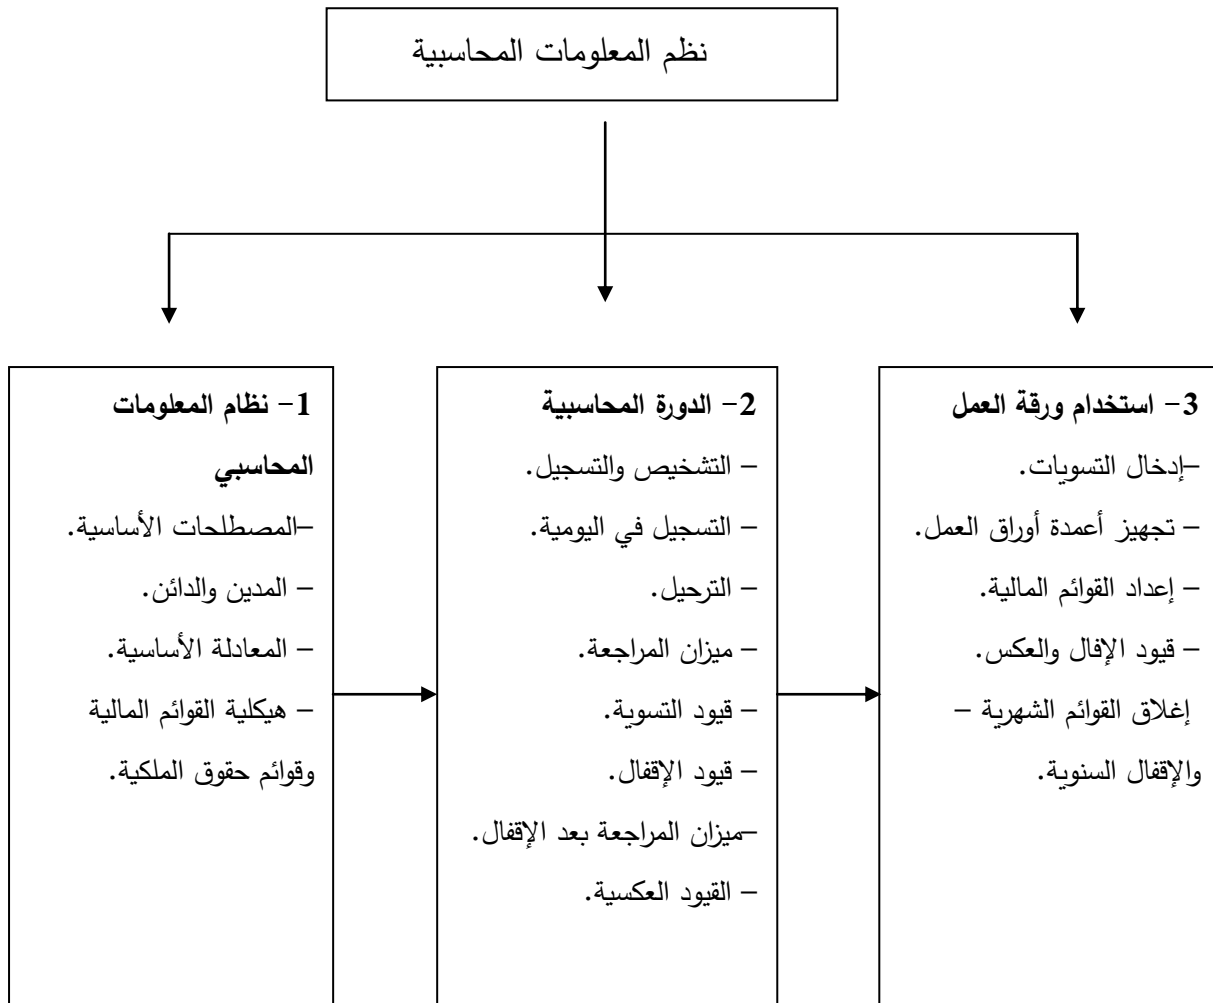 نظم المعلومات المحاسبية
1- نظام المعلومات
المحاسبي
–المصطلحات الأساسية.
– المدين والدائن.
– المعادلة الأساسية.
– هيكلية القوائم المالية
وقوائم حقوق الملكية.
2- الدورة المحاسبية
– التشخيص والتسجيل.
– التسجيل في اليومية.
– الترحيل.
– ميزان المراجعة.
– قيود التسوية.
– قيود الإقفال.
–ميزان المراجعة بعد الإقفال.
– القيود العكسية.
3- استخدام ورقة العمل
–إدخال التسويات.
– تجهيز أعمدة أوراق العمل.
– إعداد القوائم المالية.
– قيود الإفال والعكس.
إغلاق القوائم الشهرية –
والإقفال السنوية.